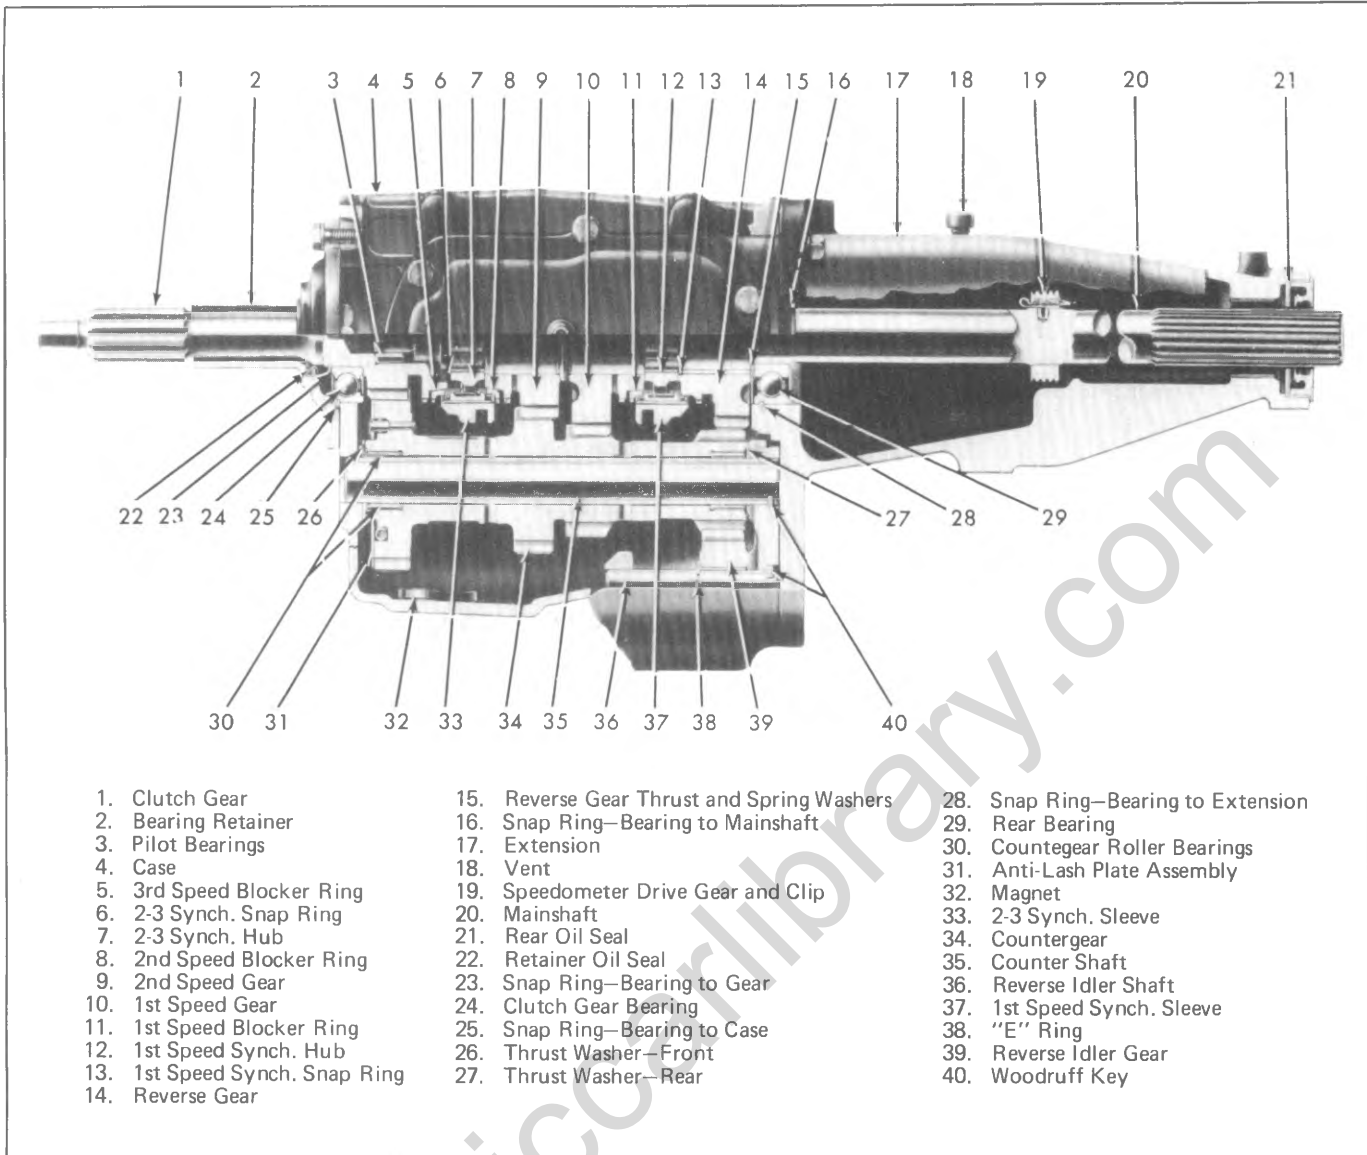 1 2 3 4 5 6 7 8 9 10 11 12 13 14 15 16 17 18 19 20 21
22 23 24 25 26 27 28 29
30 31 32 33 34 35 36 37 38 39 40
1. Clutch Gear
2. Bearing Retainer
3. Pilot Bearings
4. Case
5. 3rd Speed Blocker Ring
6. 2-3 Synch. Snap Ring
7. 2-3 Synch. Hub
8. 2nd Speed Blocker Ring
9. 2nd Speed Gear
10. 1st Speed Gear
11. 1st Speed Blocker Ring
12. 1st Speed Synch. Hub
13. 1st Speed Synch. Snap Ring
14. Reverse Gear
15. Reverse Gear Thrust and Spring Washers
16. Snap Ring—Bearing to Mainshaft
17. Extension
18. Vent
19. Speedometer Drive Gear and Clip
20. Mainshaft
21. Rear Oil Seal
22. Retainer Oil Seal
23. Snap Ring—Bearing to Gear
24. Clutch Gear Bearing
25. Snap Ring—Bearing to Case
26. Thrust Washer—Front
27. Thrust Washer—Rear
28. Snap Ring—Bearing to Extension
29. Rear Bearing
30. Countegear Roller Bearings
31. Anti-Lash Plate Assembly
32. Magnet
33. 2-3 Synch. Sleeve
34. Countergear
35. Counter Shaft
36. Reverse Idler Shaft
37. 1st Speed Synch. Sleeve
38. "E" Ring
39. Reverse Idler Gear
40. Woodruff Key
iccarlibrary.com